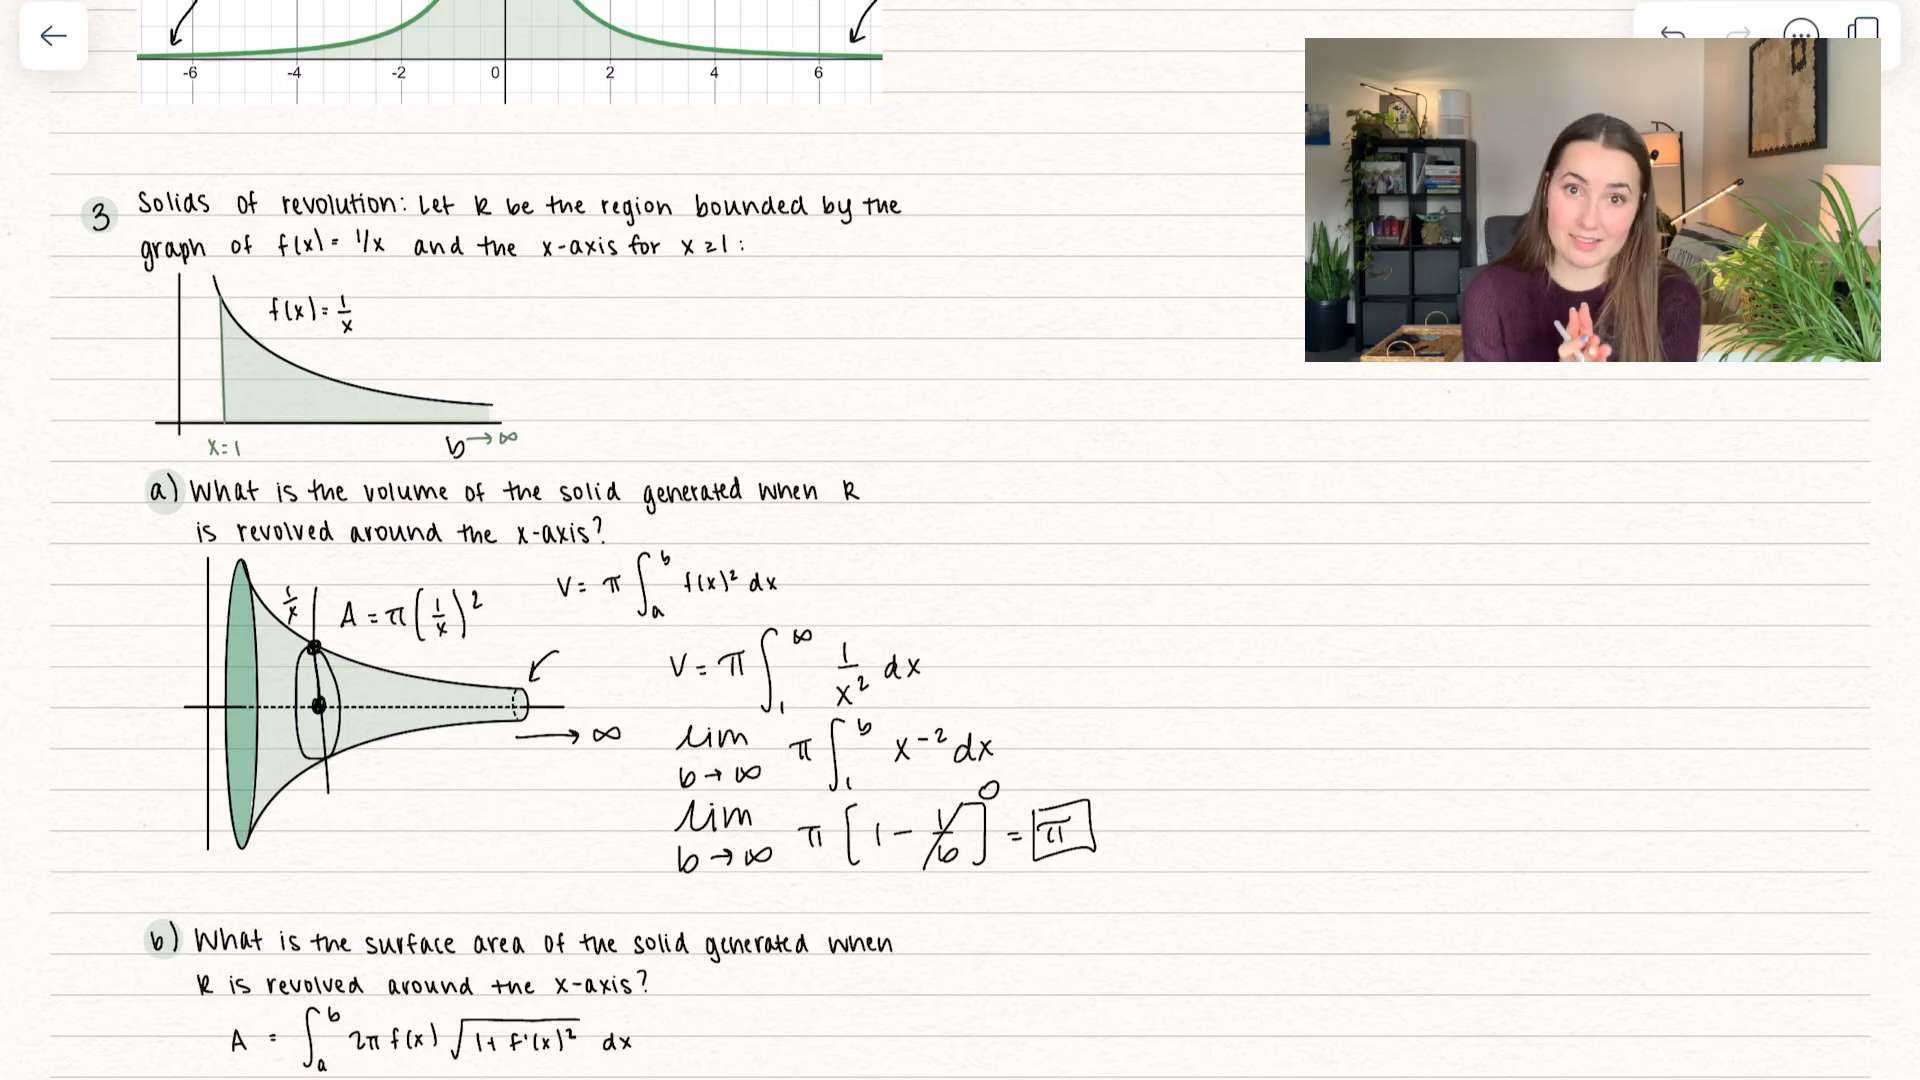 -6 -4 -2 0 2 4 6
3 Solids of revolution: Let R be the region bounded by the
graph of f(x) = 1/x and the x-axis for x ≥ 1:
f(x) = 1/x
x=1 b → ∞
a) What is the volume of the solid generated when R
is revolved around the x-axis?
V = π ∫_a^b f(x)² dx
1/x A = π(1/x)²
V = π ∫_1^∞ 1/x² dx
→ ∞
lim b→∞ π ∫_1^b x⁻² dx
lim b→∞ π [1 - 1/b] 0 = π
b) What is the surface area of the solid generated when
R is revolved around the x-axis?
A = ∫_a^b 2π f(x) √(1 + f'(x)²) dx